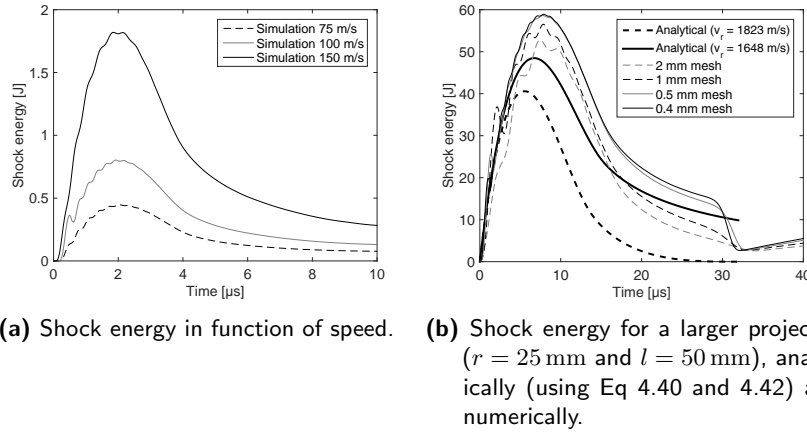 Shock energy [J]
2
1.5
1
0.5
0
Simulation 75 m/s
Simulation 100 m/s
Simulation 150 m/s
0 2 4 6 8 10
Time [µs]
(a) Shock energy in function of speed.
Shock energy [J]
60
50
40
30
20
10
0
Analytical (v_r = 1823 m/s)
Analytical (v_r = 1648 m/s)
2 mm mesh
1 mm mesh
0.5 mm mesh
0.4 mm mesh
0 10 20 30 40
Time [µs]
(b) Shock energy for a larger projec
(r = 25 mm and l = 50 mm), ana
ically (using Eq 4.40 and 4.42) a
numerically.